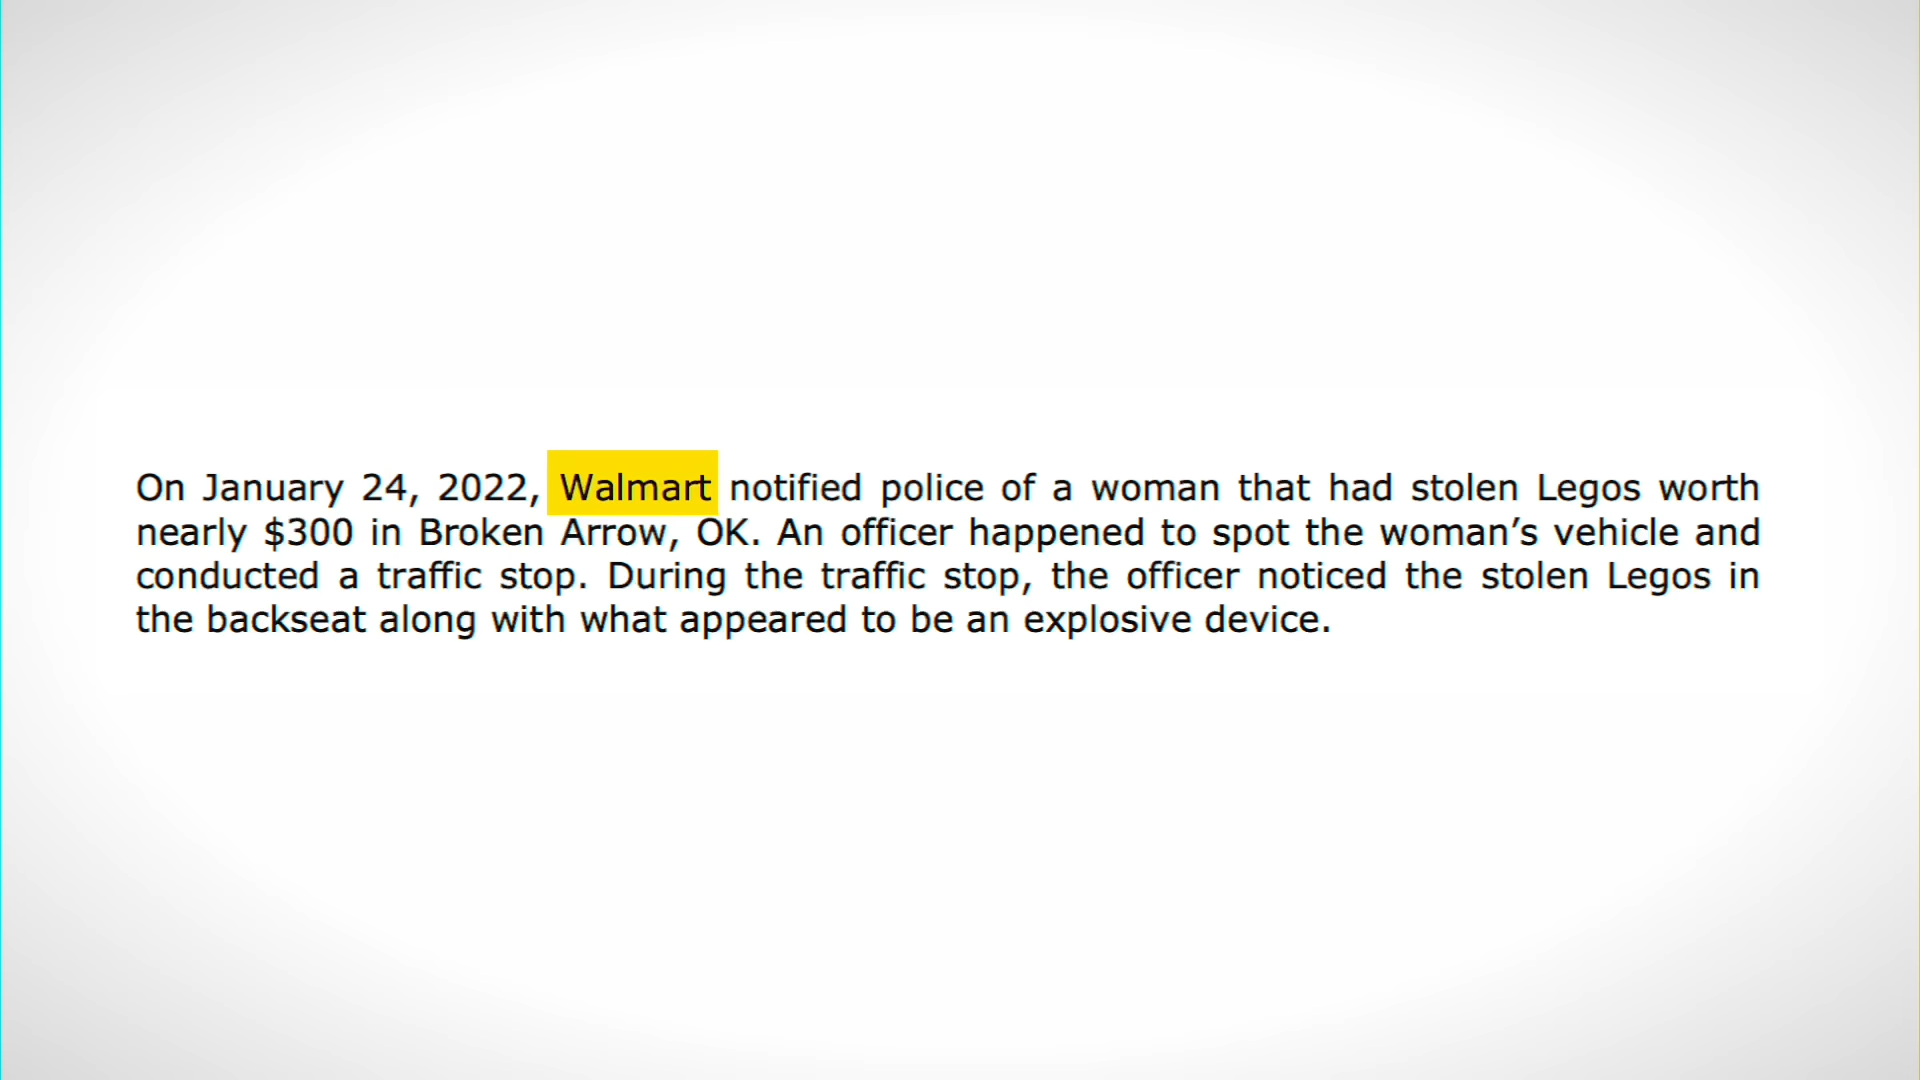 On January 24, 2022, Walmart notified police of a woman that had stolen Legos worth
nearly $300 in Broken Arrow, OK. An officer happened to spot the woman’s vehicle and
conducted a traffic stop. During the traffic stop, the officer noticed the stolen Legos in
the backseat along with what appeared to be an explosive device.